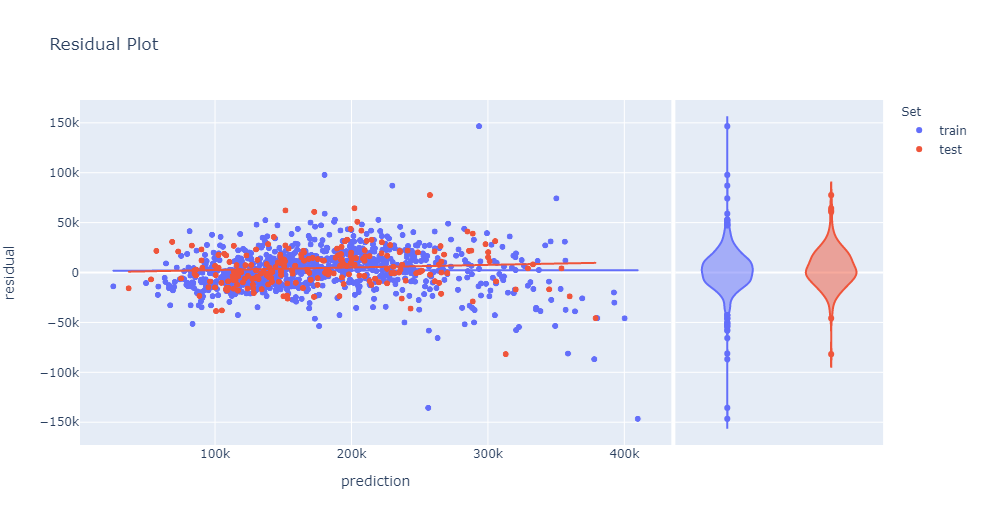 Residual Plot
Set
train
test
150k
100k
50k
0
−50k
−100k
−150k
residual
100k
200k
300k
400k
prediction